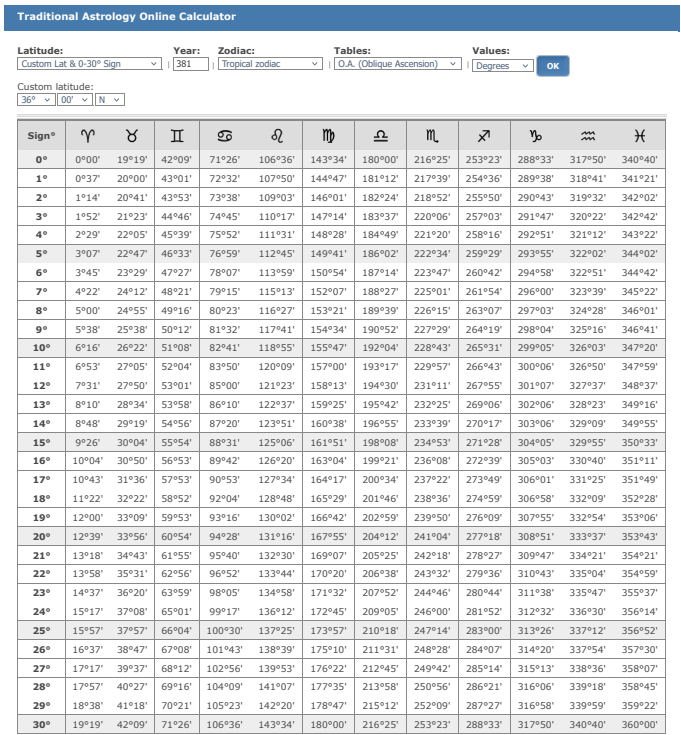 Traditional Astrology Online Calculator
Latitude: Year: Zodiac: Tables: Values:
Custom Lat & 0-30° Sign | 381 | Tropical zodiac | O.A. (Oblique Ascension) | Degrees OK
Custom latitude:
36° 00' N
Sign° ♈ ♉ ♊ ♋ ♌ ♍ ♎ ♏ ♐ ♑ ♒ ♓
0° 0°00' 19°19' 42°09' 71°26' 106°36' 143°34' 180°00' 216°25' 253°23' 288°33' 317°50' 340°40'
1° 0°37' 20°00' 43°01' 72°32' 107°50' 144°47' 181°12' 217°39' 254°36' 289°38' 318°41' 341°21'
2° 1°14' 20°41' 43°53' 73°38' 109°03' 146°01' 182°24' 218°52' 255°50' 290°43' 319°32' 342°02'
3° 1°52' 21°23' 44°46' 74°45' 110°17' 147°14' 183°37' 220°06' 257°03' 291°47' 320°22' 342°42'
4° 2°29' 22°05' 45°39' 75°52' 111°31' 148°28' 184°49' 221°20' 258°16' 292°51' 321°12' 343°22'
5° 3°07' 22°47' 46°33' 76°59' 112°45' 149°41' 186°02' 222°34' 259°29' 293°55' 322°02' 344°02'
6° 3°45' 23°29' 47°27' 78°07' 113°59' 150°54' 187°14' 223°47' 260°42' 294°58' 322°51' 344°42'
7° 4°22' 24°12' 48°21' 79°15' 115°13' 152°07' 188°27' 225°01' 261°54' 296°00' 323°39' 345°22'
8° 5°00' 24°55' 49°16' 80°23' 116°27' 153°21' 189°39' 226°15' 263°07' 297°03' 324°28' 346°01'
9° 5°38' 25°38' 50°12' 81°32' 117°41' 154°34' 190°52' 227°29' 264°19' 298°04' 325°16' 346°41'
10° 6°16' 26°22' 51°08' 82°41' 118°55' 155°47' 192°04' 228°43' 265°31' 299°05' 326°03' 347°20'
11° 6°53' 27°05' 52°04' 83°50' 120°09' 157°00' 193°17' 229°57' 266°43' 300°06' 326°50' 347°59'
12° 7°31' 27°50' 53°01' 85°00' 121°23' 158°13' 194°30' 231°11' 267°55' 301°07' 327°37' 348°37'
13° 8°10' 28°34' 53°58' 86°10' 122°37' 159°25' 195°42' 232°25' 269°06' 302°06' 328°23' 349°16'
14° 8°48' 29°19' 54°56' 87°20' 123°51' 160°38' 196°55' 233°39' 270°17' 303°06' 329°09' 349°55'
15° 9°26' 30°04' 55°54' 88°31' 125°06' 161°51' 198°08' 234°53' 271°28' 304°05' 329°55' 350°33'
16° 10°04' 30°50' 56°53' 89°42' 126°20' 163°04' 199°21' 236°08' 272°39' 305°03' 330°40' 351°11'
17° 10°43' 31°36' 57°53' 90°53' 127°34' 164°17' 200°34' 237°22' 273°49' 306°01' 331°25' 351°49'
18° 11°22' 32°22' 58°52' 92°04' 128°48' 165°29' 201°46' 238°36' 274°59' 306°58' 332°09' 352°28'
19° 12°00' 33°09' 59°53' 93°16' 130°02' 166°42' 202°59' 239°50' 276°09' 307°55' 332°54' 353°06'
20° 12°39' 33°56' 60°54' 94°28' 131°16' 167°55' 204°12' 241°04' 277°18' 308°51' 333°37' 353°43'
21° 13°18' 34°43' 61°55' 95°40' 132°30' 169°07' 205°25' 242°18' 278°27' 309°47' 334°21' 354°21'
22° 13°58' 35°31' 62°56' 96°52' 133°44' 170°20' 206°38' 243°32' 279°36' 310°43' 335°04' 354°59'
23° 14°37' 36°20' 63°59' 98°05' 134°58' 171°32' 207°52' 244°46' 280°44' 311°38' 335°47' 355°37'
24° 15°17' 37°08' 65°01' 99°17' 136°12' 172°45' 209°05' 246°00' 281°52' 312°32' 336°30' 356°14'
25° 15°57' 37°57' 66°04' 100°30' 137°25' 173°57' 210°18' 247°14' 283°00' 313°26' 337°12' 356°52'
26° 16°37' 38°47' 67°08' 101°43' 138°39' 175°10' 211°31' 248°28' 284°07' 314°20' 337°54' 357°30'
27° 17°17' 39°37' 68°12' 102°56' 139°53' 176°22' 212°45' 249°42' 285°14' 315°13' 338°36' 358°07'
28° 17°57' 40°27' 69°16' 104°09' 141°07' 177°35' 213°58' 250°56' 286°21' 316°06' 339°18' 358°45'
29° 18°38' 41°18' 70°21' 105°23' 142°20' 178°47' 215°12' 252°09' 287°27' 316°58' 339°59' 359°22'
30° 19°19' 42°09' 71°26' 106°36' 143°34' 180°00' 216°25' 253°23' 288°33' 317°50' 340°40' 360°00'